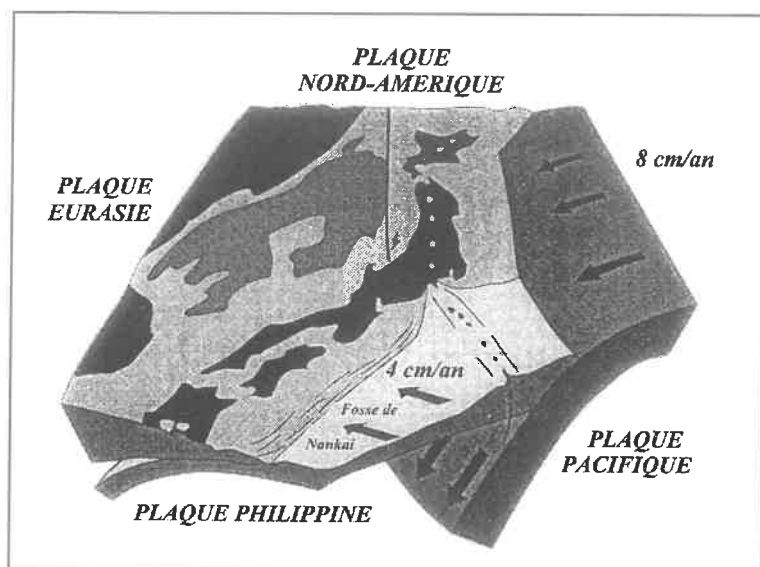 PLAQUE
NORD-AMERIQUE
8 cm/an
PLAQUE
EURASIE
4 cm/an
Fosse de
Nankai
PLAQUE
PACIFIQUE
PLAQUE PHILIPPINE